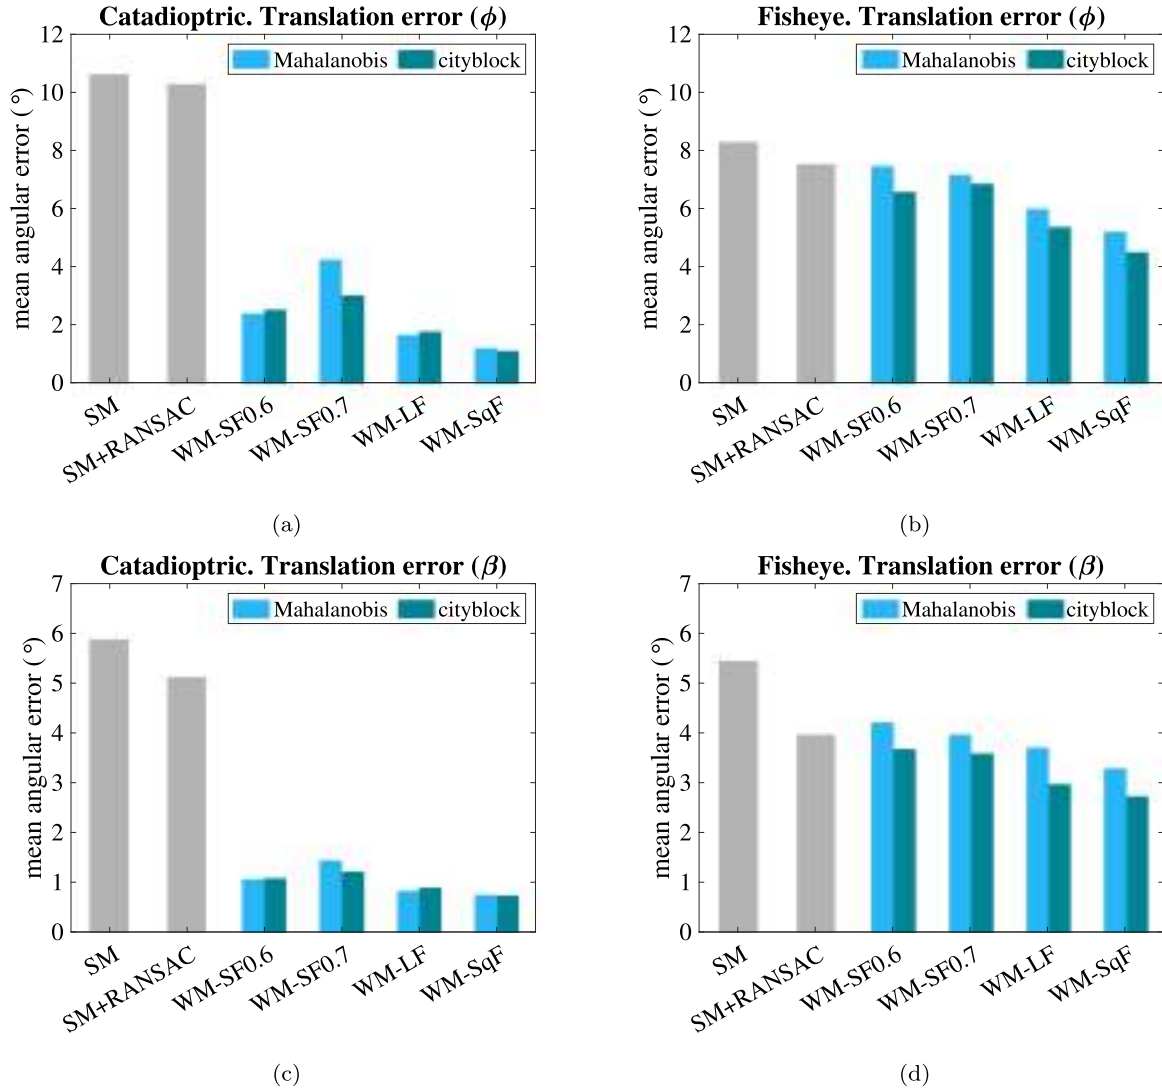 Catadioptric. Translation error (ϕ)
12
10
8
6
4
2
0
mean angular error (°)
Mahalanobis cityblock
SM
SM+RANSAC
WM-SF0.6
WM-SF0.7
WM-LF
WM-SqF
(a)
Fisheye. Translation error (ϕ)
12
10
8
6
4
2
0
mean angular error (°)
Mahalanobis cityblock
SM
SM+RANSAC
WM-SF0.6
WM-SF0.7
WM-LF
WM-SqF
(b)
Catadioptric. Translation error (β)
7
6
5
4
3
2
1
0
mean angular error (°)
Mahalanobis cityblock
SM
SM+RANSAC
WM-SF0.6
WM-SF0.7
WM-LF
WM-SqF
(c)
Fisheye. Translation error (β)
7
6
5
4
3
2
1
0
mean angular error (°)
Mahalanobis cityblock
SM
SM+RANSAC
WM-SF0.6
WM-SF0.7
WM-LF
WM-SqF
(d)